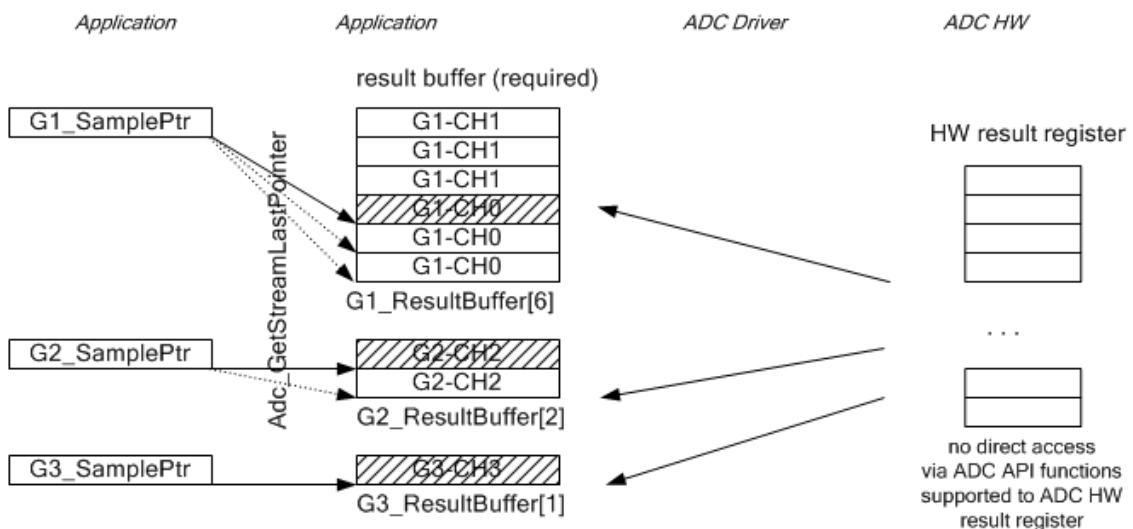 Application
Application
ADC Driver
ADC HW
result buffer (required)
G1_SamplePtr
G1-CH1
G1-CH1
G1-CH1
G1-CH0
G1-CH0
G1-CH0
G1_ResultBuffer[6]
HW result register
Adc_GetStreamLastPointer
. . .
G2_SamplePtr
G2-CH2
G2-CH2
G2_ResultBuffer[2]
G3_SamplePtr
G3-CH3
G3_ResultBuffer[1]
no direct access
via ADC API functions
supported to ADC HW
result register